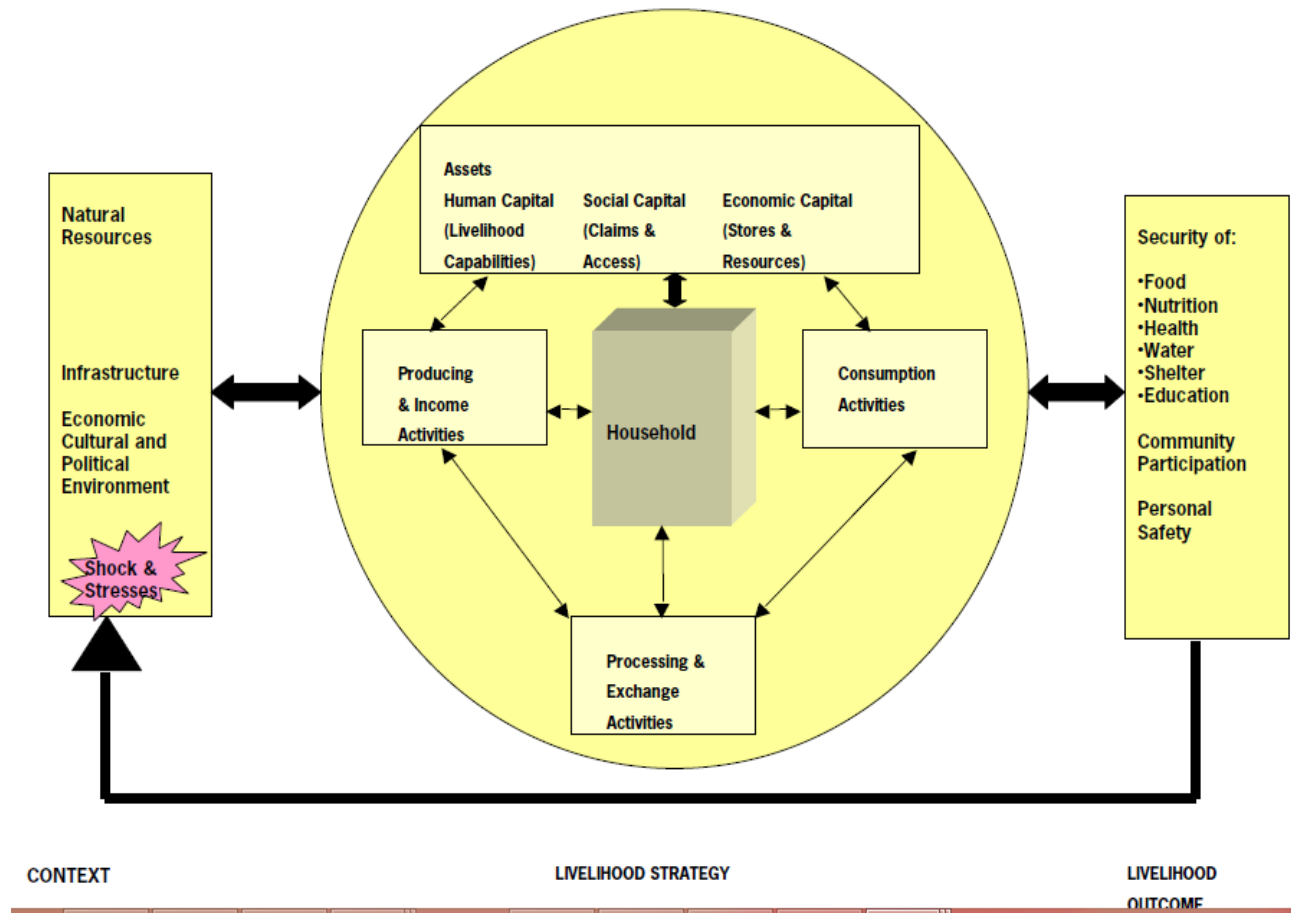 Assets
Human Capital Social Capital Economic Capital
(Livelihood (Claims & (Stores &
Capabilities) Access) Resources)
Natural
Resources
Infrastructure
Economic
Cultural and
Political
Environment
Shock &
Stresses
Producing
& Income
Activities
Household
Consumption
Activities
Processing &
Exchange
Activities
Security of:
•Food
•Nutrition
•Health
•Water
•Shelter
•Education
Community
Participation
Personal
Safety
CONTEXT
LIVELIHOOD STRATEGY
LIVELIHOOD
OUTCOME